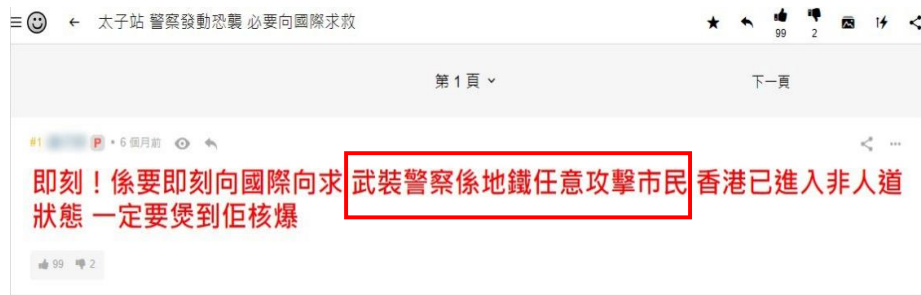 太子站 警察發動恐襲 必要向國際求救
99
2
第 1 頁
下一頁
#1 P • 6 個月前
即刻！係要即刻向國際向求 武裝警察係地鐵任意攻擊市民 香港已進入非人道
狀態 一定要煲到佢核爆
99 2